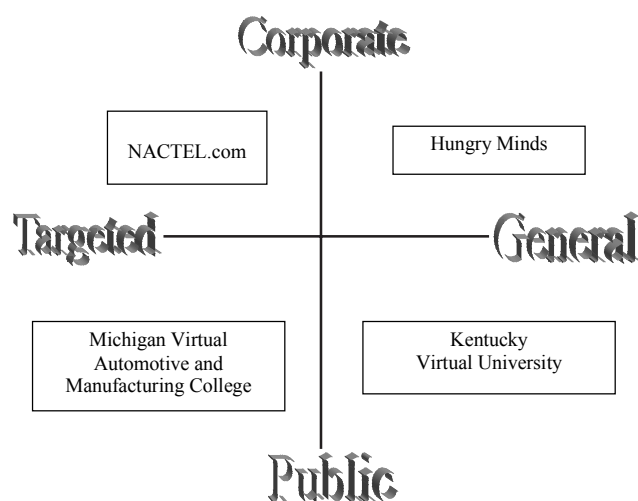 Corporate
NACTEL.com
Hungry Minds
Targeted
General
Michigan Virtual
Automotive and
Manufacturing College
Kentucky
Virtual University
Public